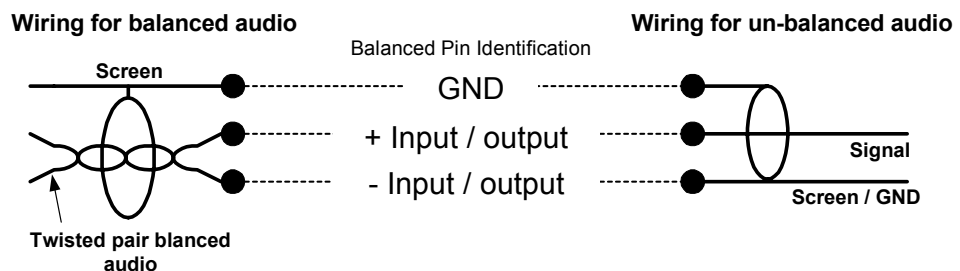 Wiring for balanced audio
Wiring for un-balanced audio
Balanced Pin Identification
Screen
GND
+ Input / output
Signal
- Input / output
Screen / GND
Twisted pair blanced
audio